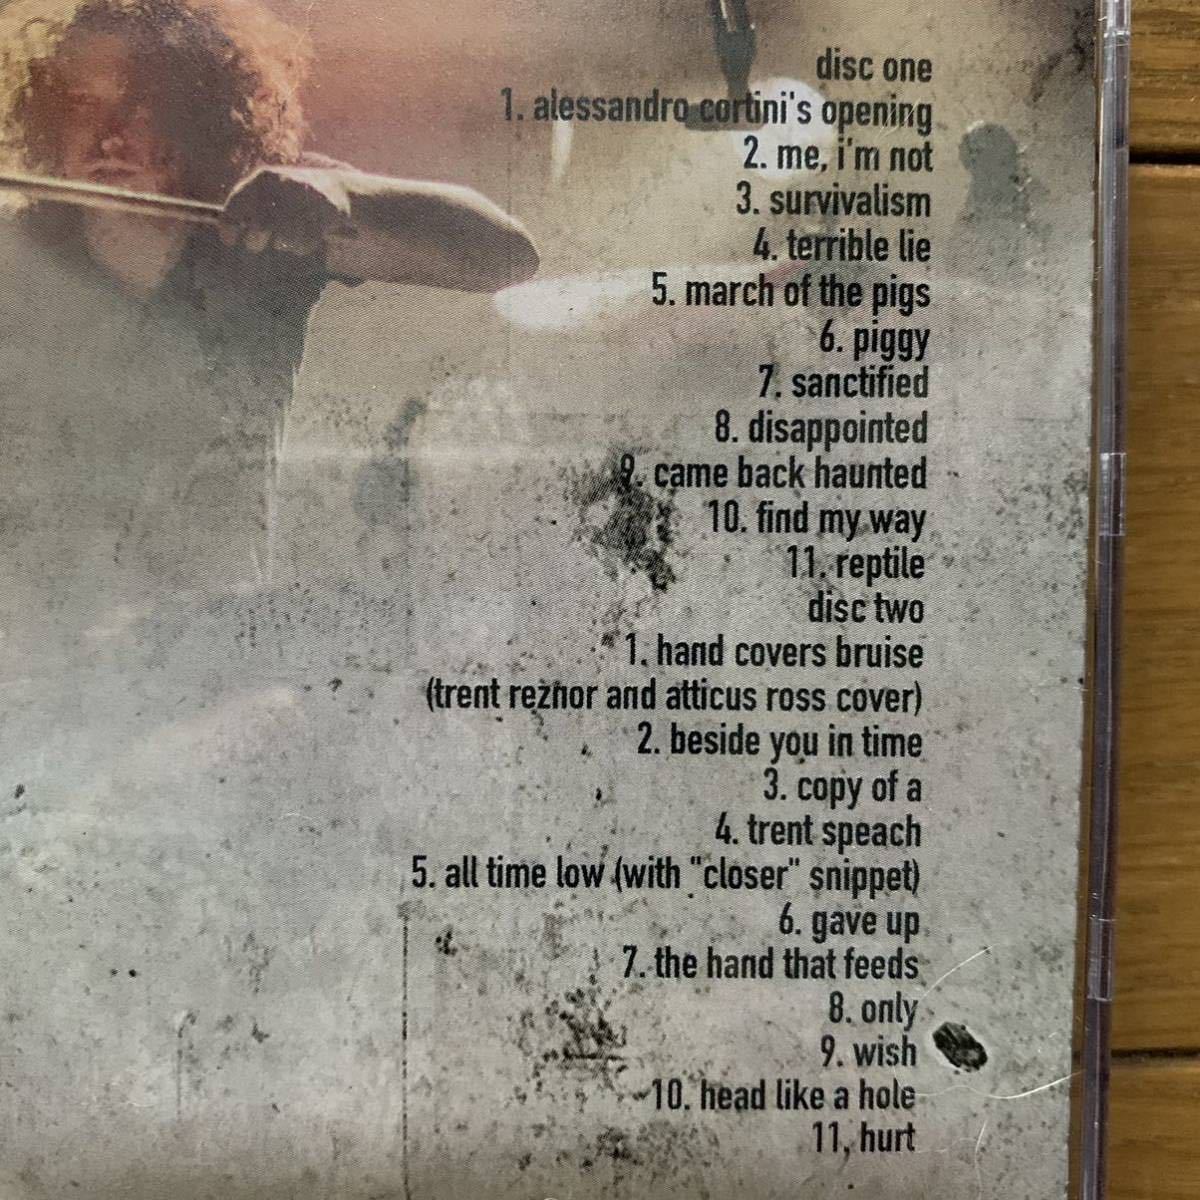 disc one
1. alessandro cortini's opening
2. me, i'm not
3. survivalism
4. terrible lie
5. march of the pigs
6. piggy
7. sanctified
8. disappointed
9. came back haunted
10. find my way
11. reptile
disc two
1. hand covers bruise
(trent reznor and atticus ross cover)
2. beside you in time
3. copy of a
4. trent speach
5. all time low (with "closer" snippet)
6. gave up
7. the hand that feeds
8. only
9. wish
10. head like a hole
11. hurt